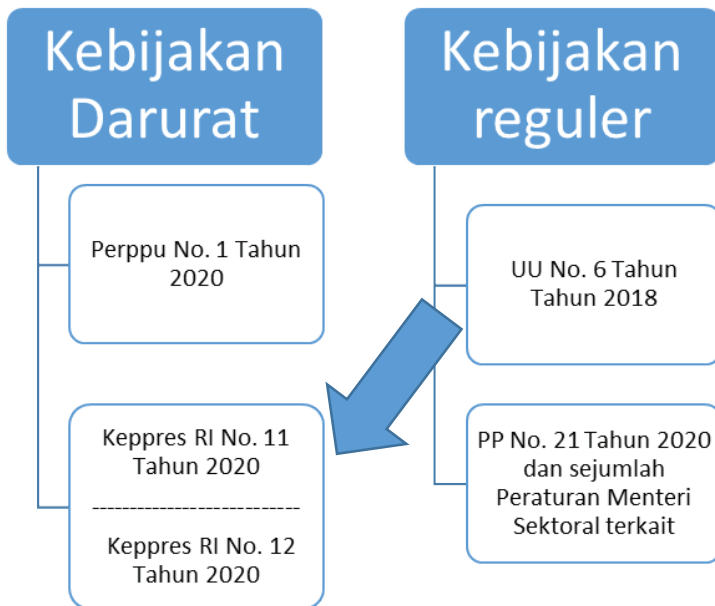 Kebijakan
Darurat
Perppu No. 1 Tahun
2020
Keppres RI No. 11
Tahun 2020
----------------------------
Keppres RI No. 12
Tahun 2020
Kebijakan
reguler
UU No. 6 Tahun
Tahun 2018
PP No. 21 Tahun 2020
dan sejumlah
Peraturan Menteri
Sektoral terkait